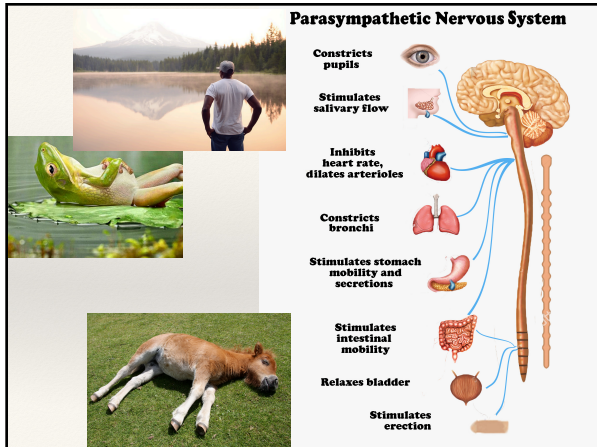 Parasympathetic Nervous System
Constricts
pupils
Stimulates
salivary flow
Inhibits
heart rate,
dilates arterioles
Constricts
bronchi
Stimulates stomach
mobility and
secretions
Stimulates
intestinal
mobility
Relaxes bladder
Stimulates
erection